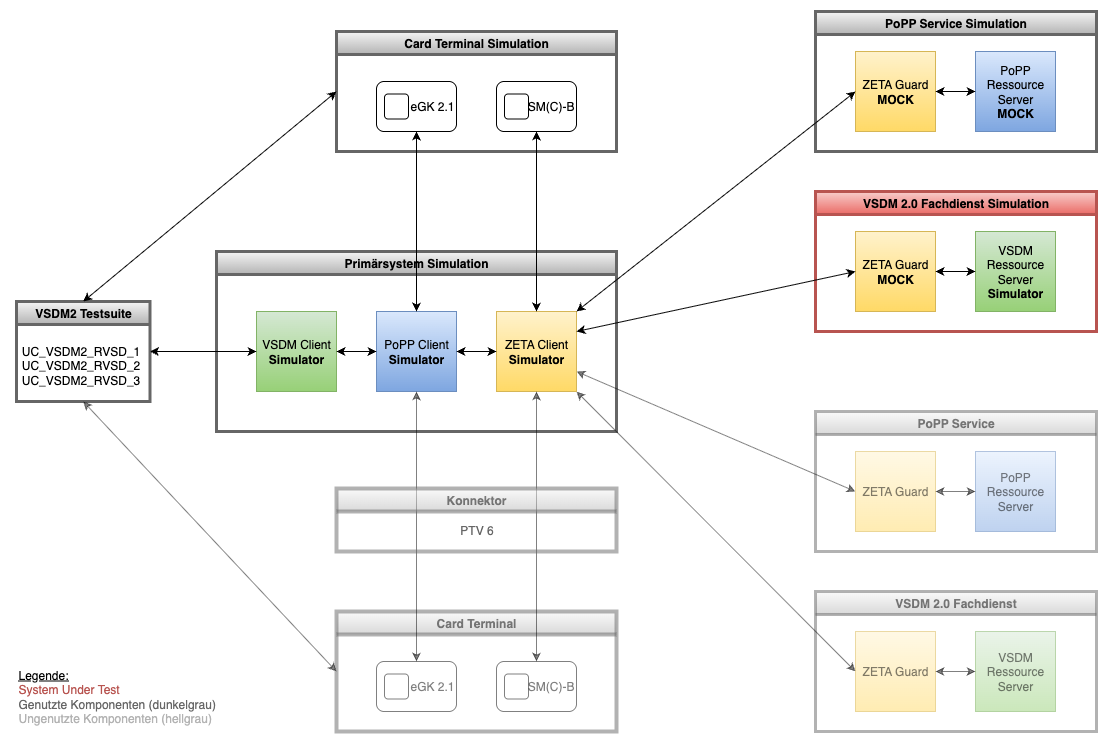 Card Terminal Simulation
eGK 2.1
SM(C)-B
PoPP Service Simulation
ZETA Guard
MOCK
PoPP
Ressource
Server
MOCK
VSDM 2.0 Fachdienst Simulation
ZETA Guard
MOCK
VSDM
Ressource
Server
Simulator
Primärsystem Simulation
VSDM Client
Simulator
PoPP Client
Simulator
ZETA Client
Simulator
VSDM2 Testsuite
UC_VSDM2_RVSD_1
UC_VSDM2_RVSD_2
UC_VSDM2_RVSD_3
PoPP Service
ZETA Guard
PoPP
Ressource
Server
Konnektor
PTV 6
VSDM 2.0 Fachdienst
ZETA Guard
VSDM
Ressource
Server
Card Terminal
eGK 2.1
SM(C)-B
Legende:
System Under Test
Genutzte Komponenten (dunkelgrau)
Ungenutzte Komponenten (hellgrau)